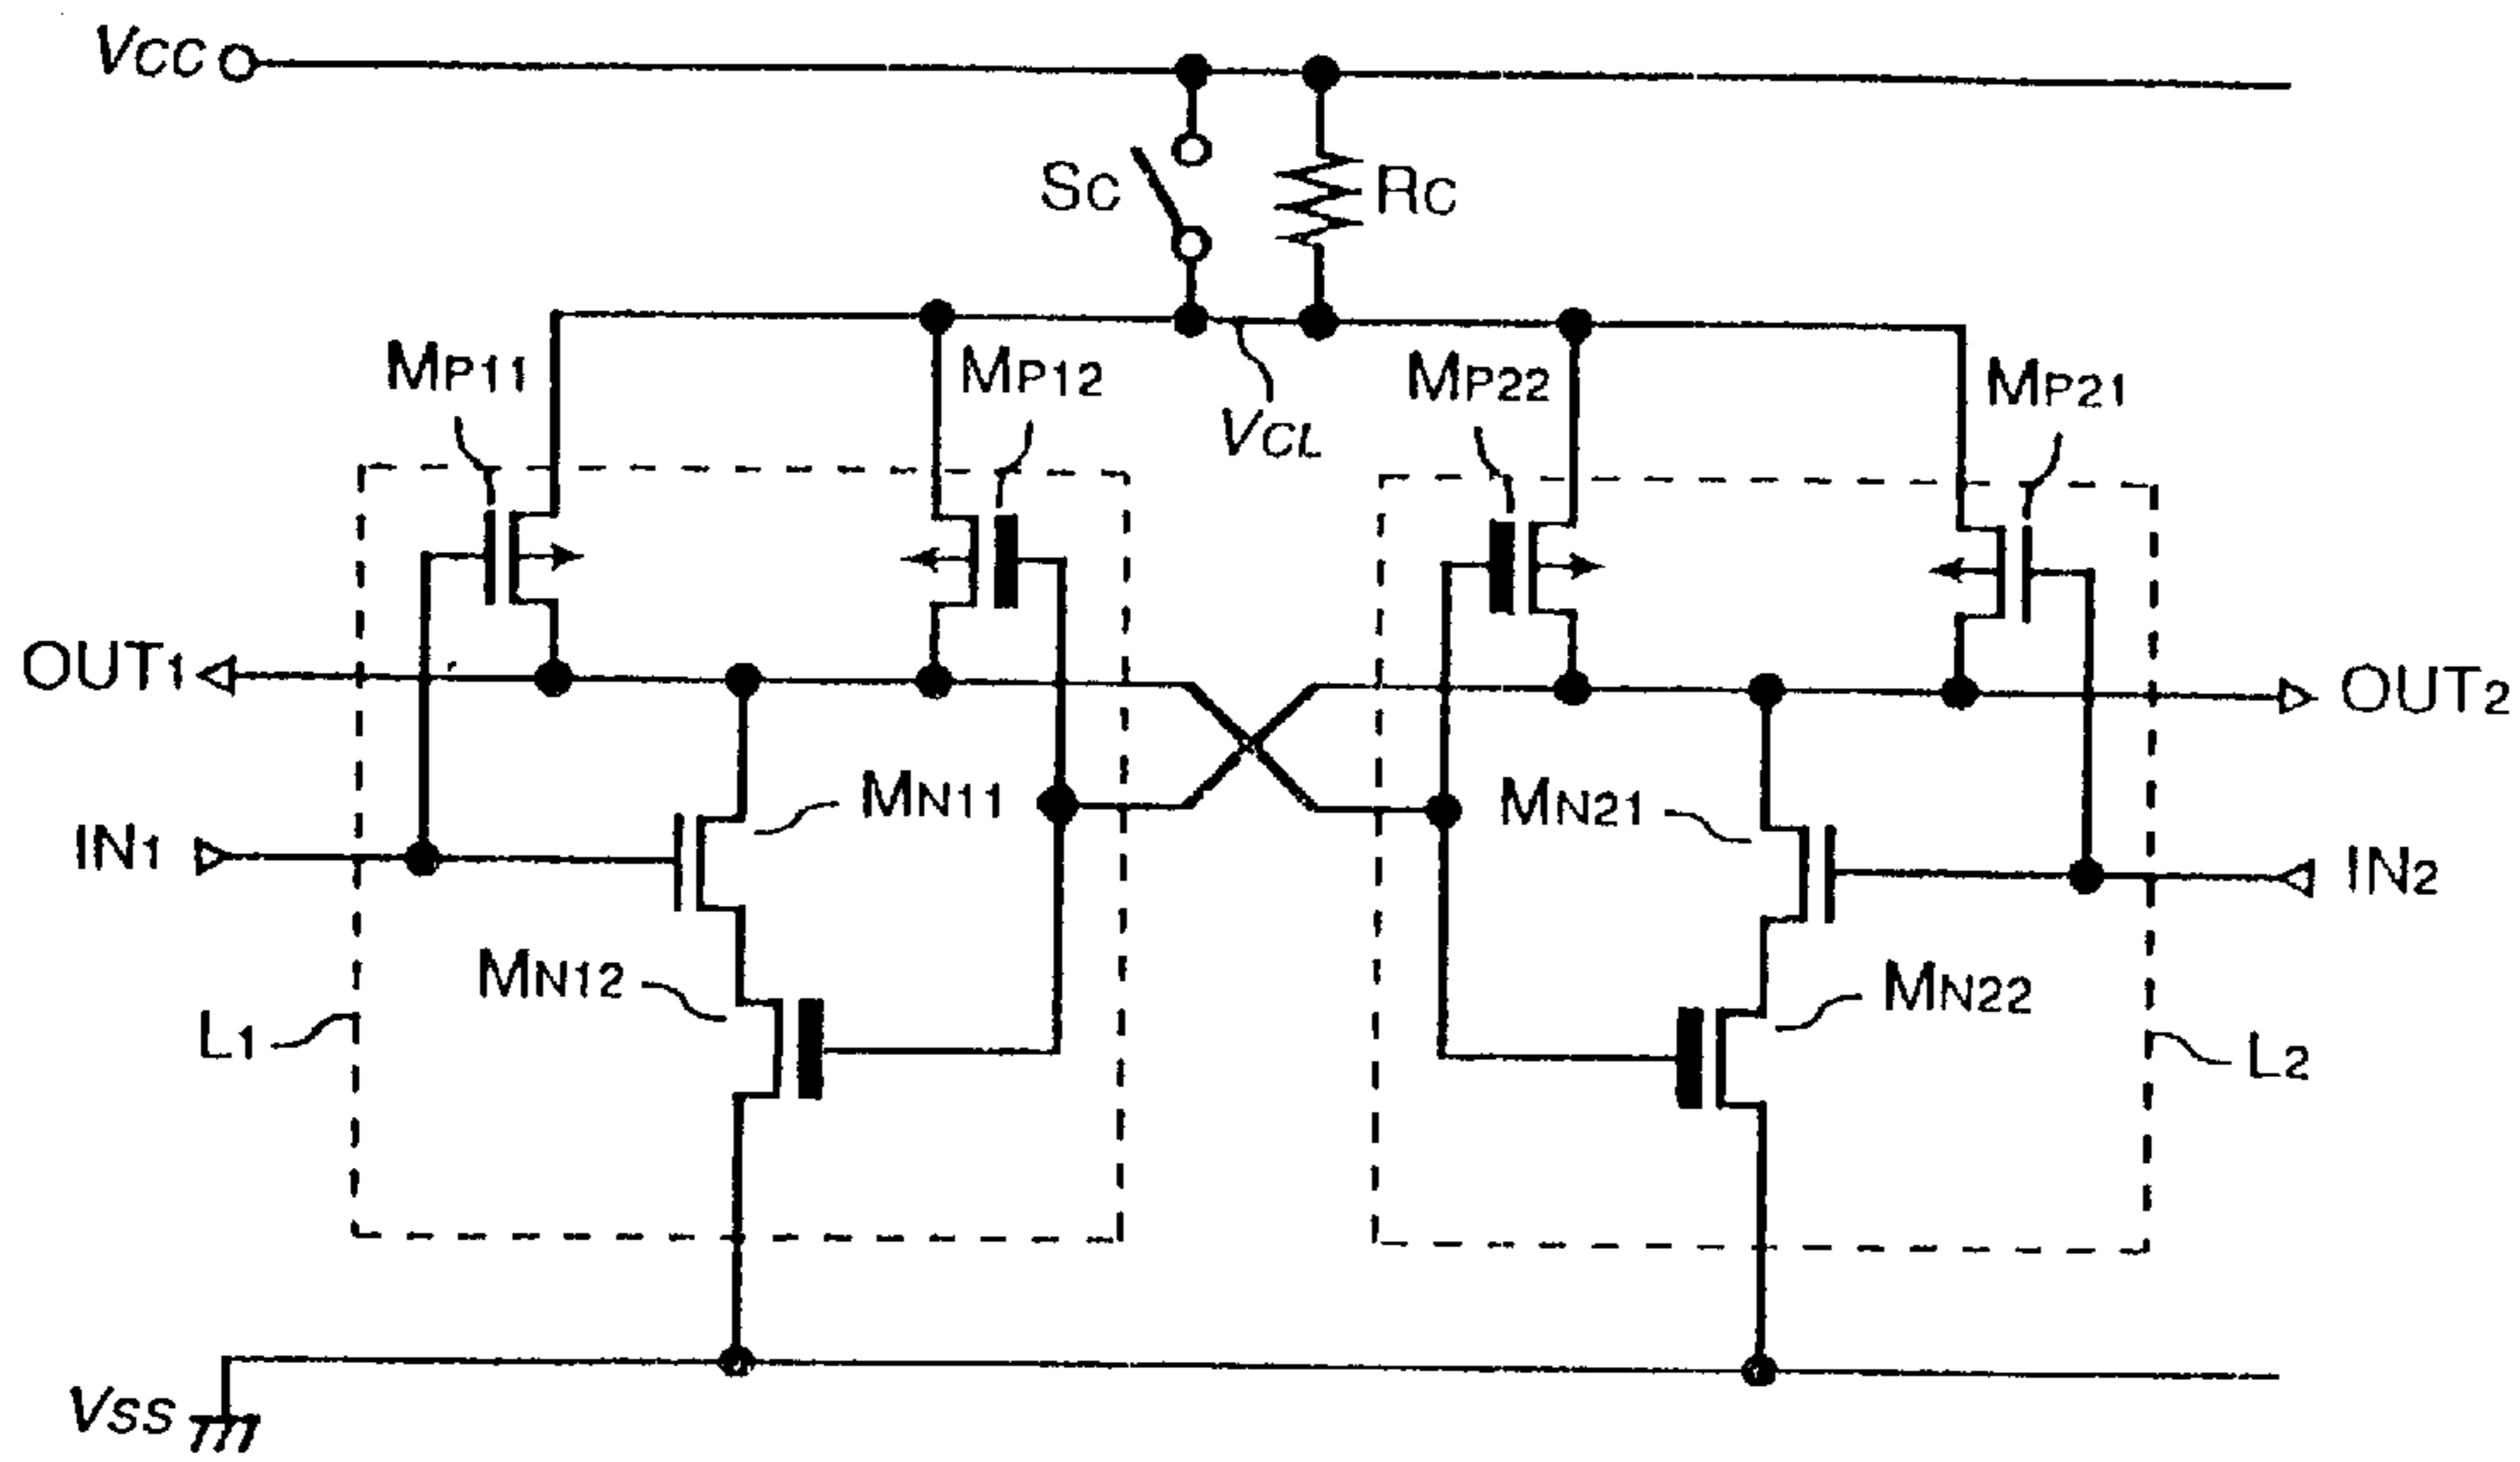 VCC
SC
RC
MP11
MP12
VCL
MP22
MP21
OUT1
OUT2
MN11
MN21
IN1
IN2
MN12
MN22
L1
L2
VSS